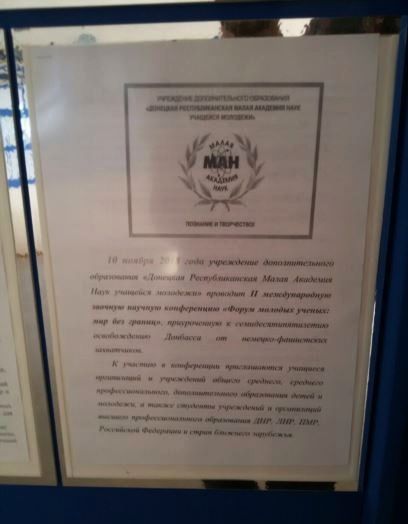 УЧРЕЖДЕНИЕ ДОПОЛНИТЕЛЬНОГО ОБРАЗОВАНИЯ
«ДОНЕЦКАЯ РЕСПУБЛИКАНСКАЯ МАЛАЯ АКАДЕМИЯ НАУК
УЧАЩЕЙСЯ МОЛОДЕЖИ»
МАЛАЯ
МАН
АКАДЕМИЯ
НАУК
ПОЗНАНИЕ И ТВОРЧЕСТВО!
10 ноября года учреждение дополнительного
образования «Донецкая Республиканская Малая Академия
Наук учащейся молодежи» проводит II международную
заочную научную конференцию «Форум молодых ученых:
мир без границ», приуроченную к семидесятипятилетию
освобождению Донбасса от немецко-фашистских
захватчиков.
К участию в конференции приглашаются учащиеся
организаций и учреждений общего среднего, среднего
профессионального, дополнительного образования детей и
молодежи, а также студенты учреждений и организаций
высшего профессионального образования ДНР, ЛНР, ПМР,
Российской Федерации и стран ближнего зарубежья.